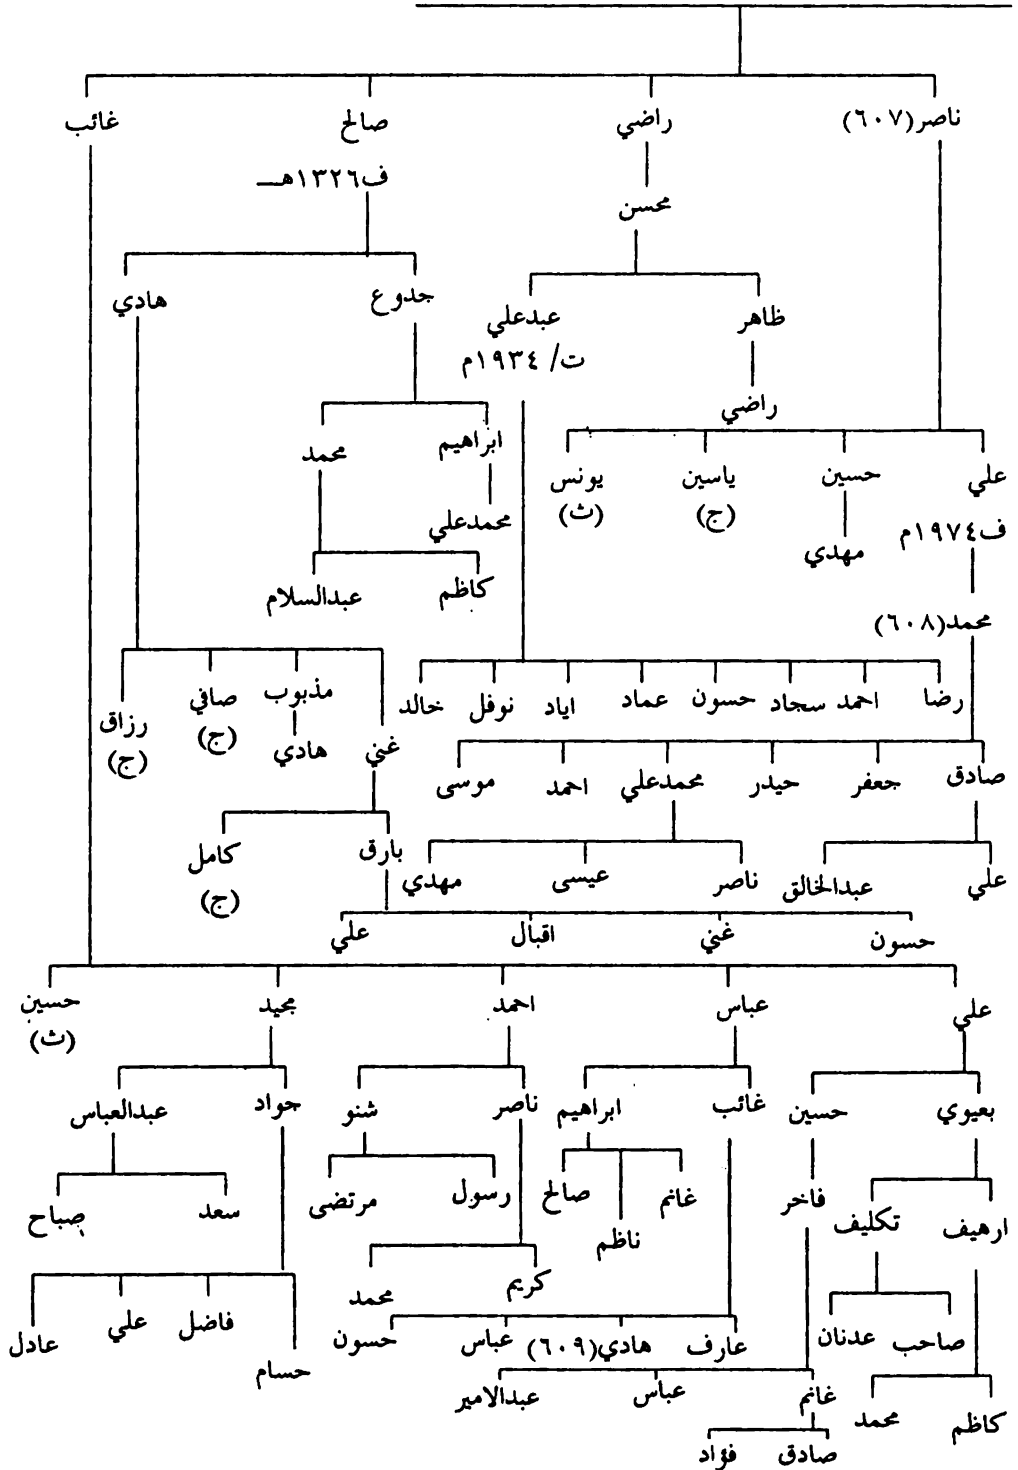 ناصر(٦٠٧) راضي صالح غائب
ف١٣٢٦هـ
محسن
جدوع هادي
ظاهر عبدعلي
ت/ ١٩٣٤م
راضي
ابراهيم محمد
علي حسين ياسين يونس
(ج) (ث)
ف١٩٧٤م مهدي
محمدعلي
كاظم عبدالسلام
محمد(٦٠٨)
رضا احمد سجاد حسون عماد اياد نوفل خالد
مذبوب صافي رزاق
(ج) (ج)
غني هادي
صادق جعفر حيدر محمدعلي احمد موسى
بارق كامل
(ج)
علي عبدالخالق ناصر عيسى مهدي
حسون غني اقبال علي
علي عباس احمد مجيد حسين
(ث)
بعيوي حسين غائب ابراهيم ناصر شنو جواد عبدالعباس
ارهيف تكليف فاخر غانم ناظم صالح رسول مرتضى سعد صباح
كريم محمد
حسام فاضل علي عادل
صاحب عدنان عارف هادي(٦٠٩) عباس حسون
كاظم محمد غانم عباس عبدالامير
صادق فؤاد